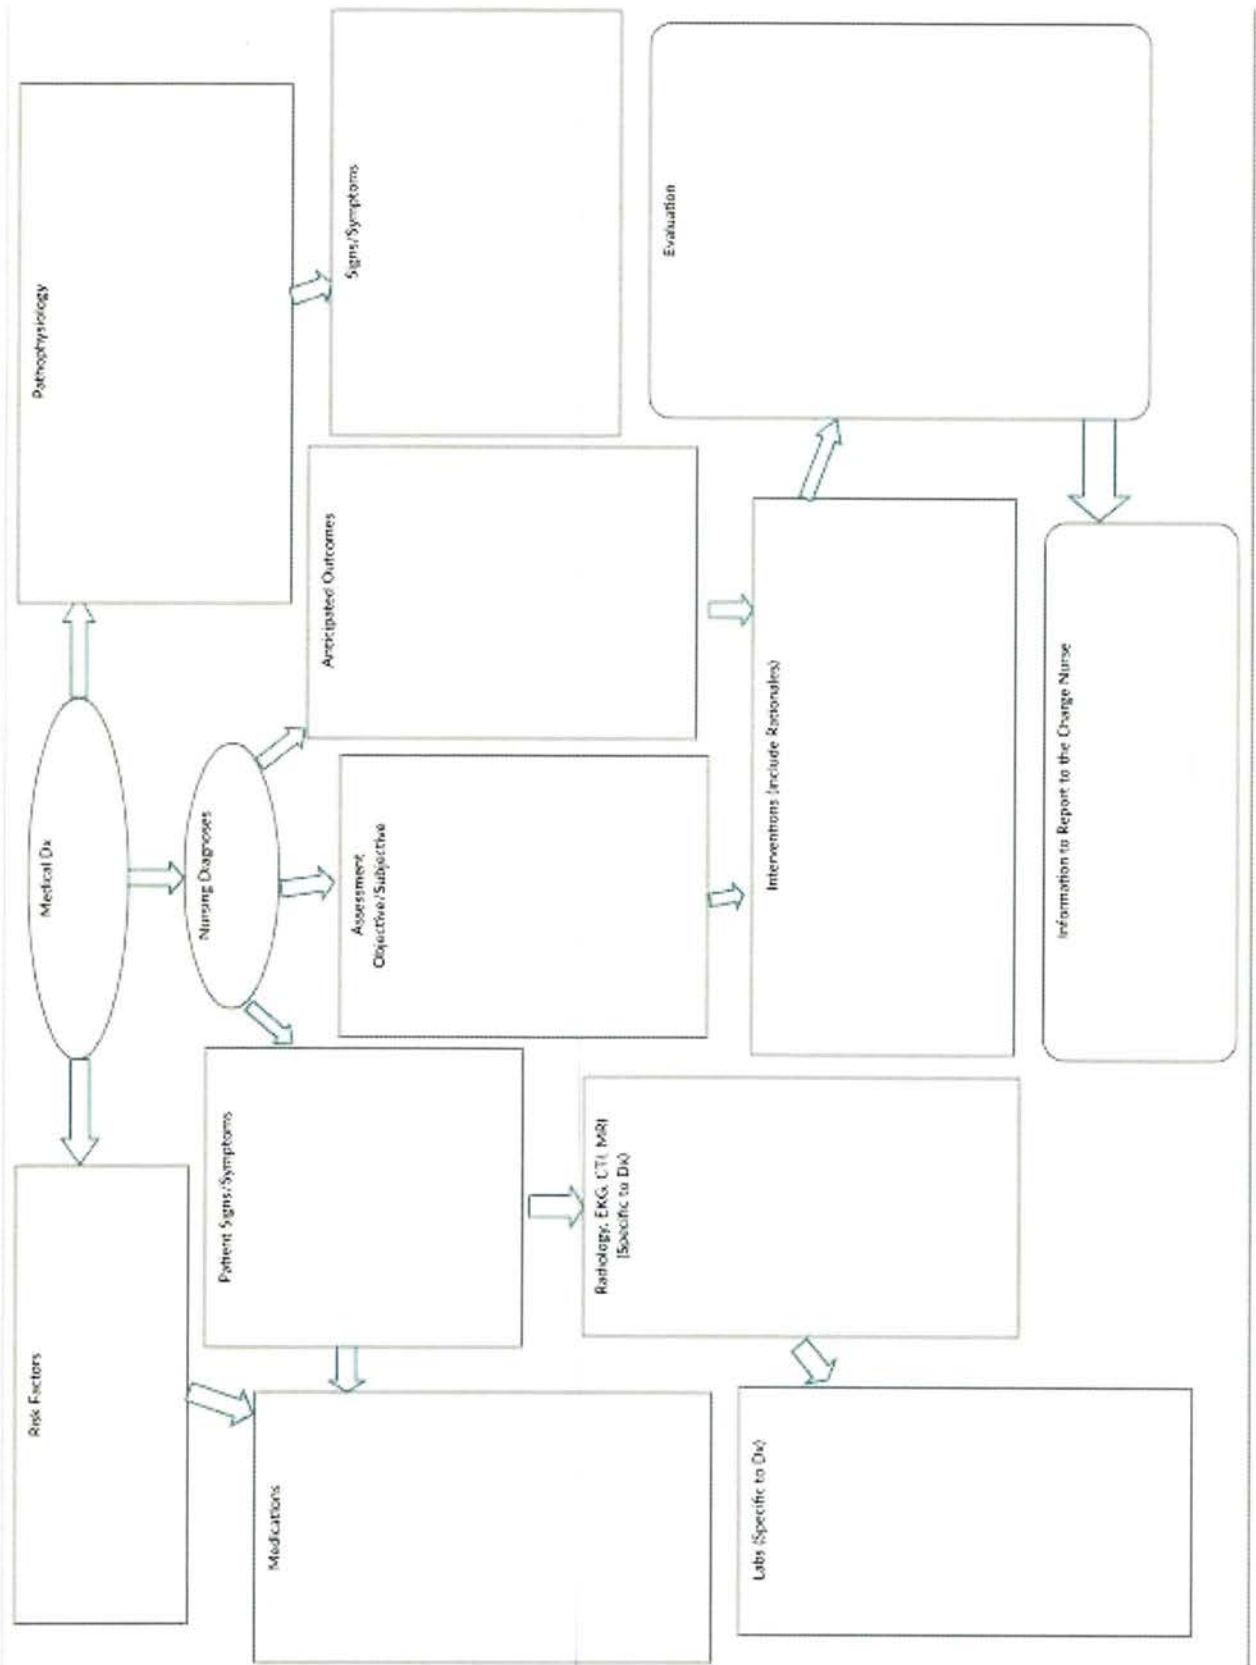 Medical Dx
Risk Factors
Pathophysiology
Nursing Diagnoses
Patient Signs/Symptoms
Assessment
Objective/Subjective
Anticipated Outcomes
Signs/Symptoms
Medications
Radiology, EKG, CT, MRI
(Specific to Dx)
Interventions (Include Rationales)
Evaluation
Labs (Specific to Dx)
Information to Report to the Charge Nurse